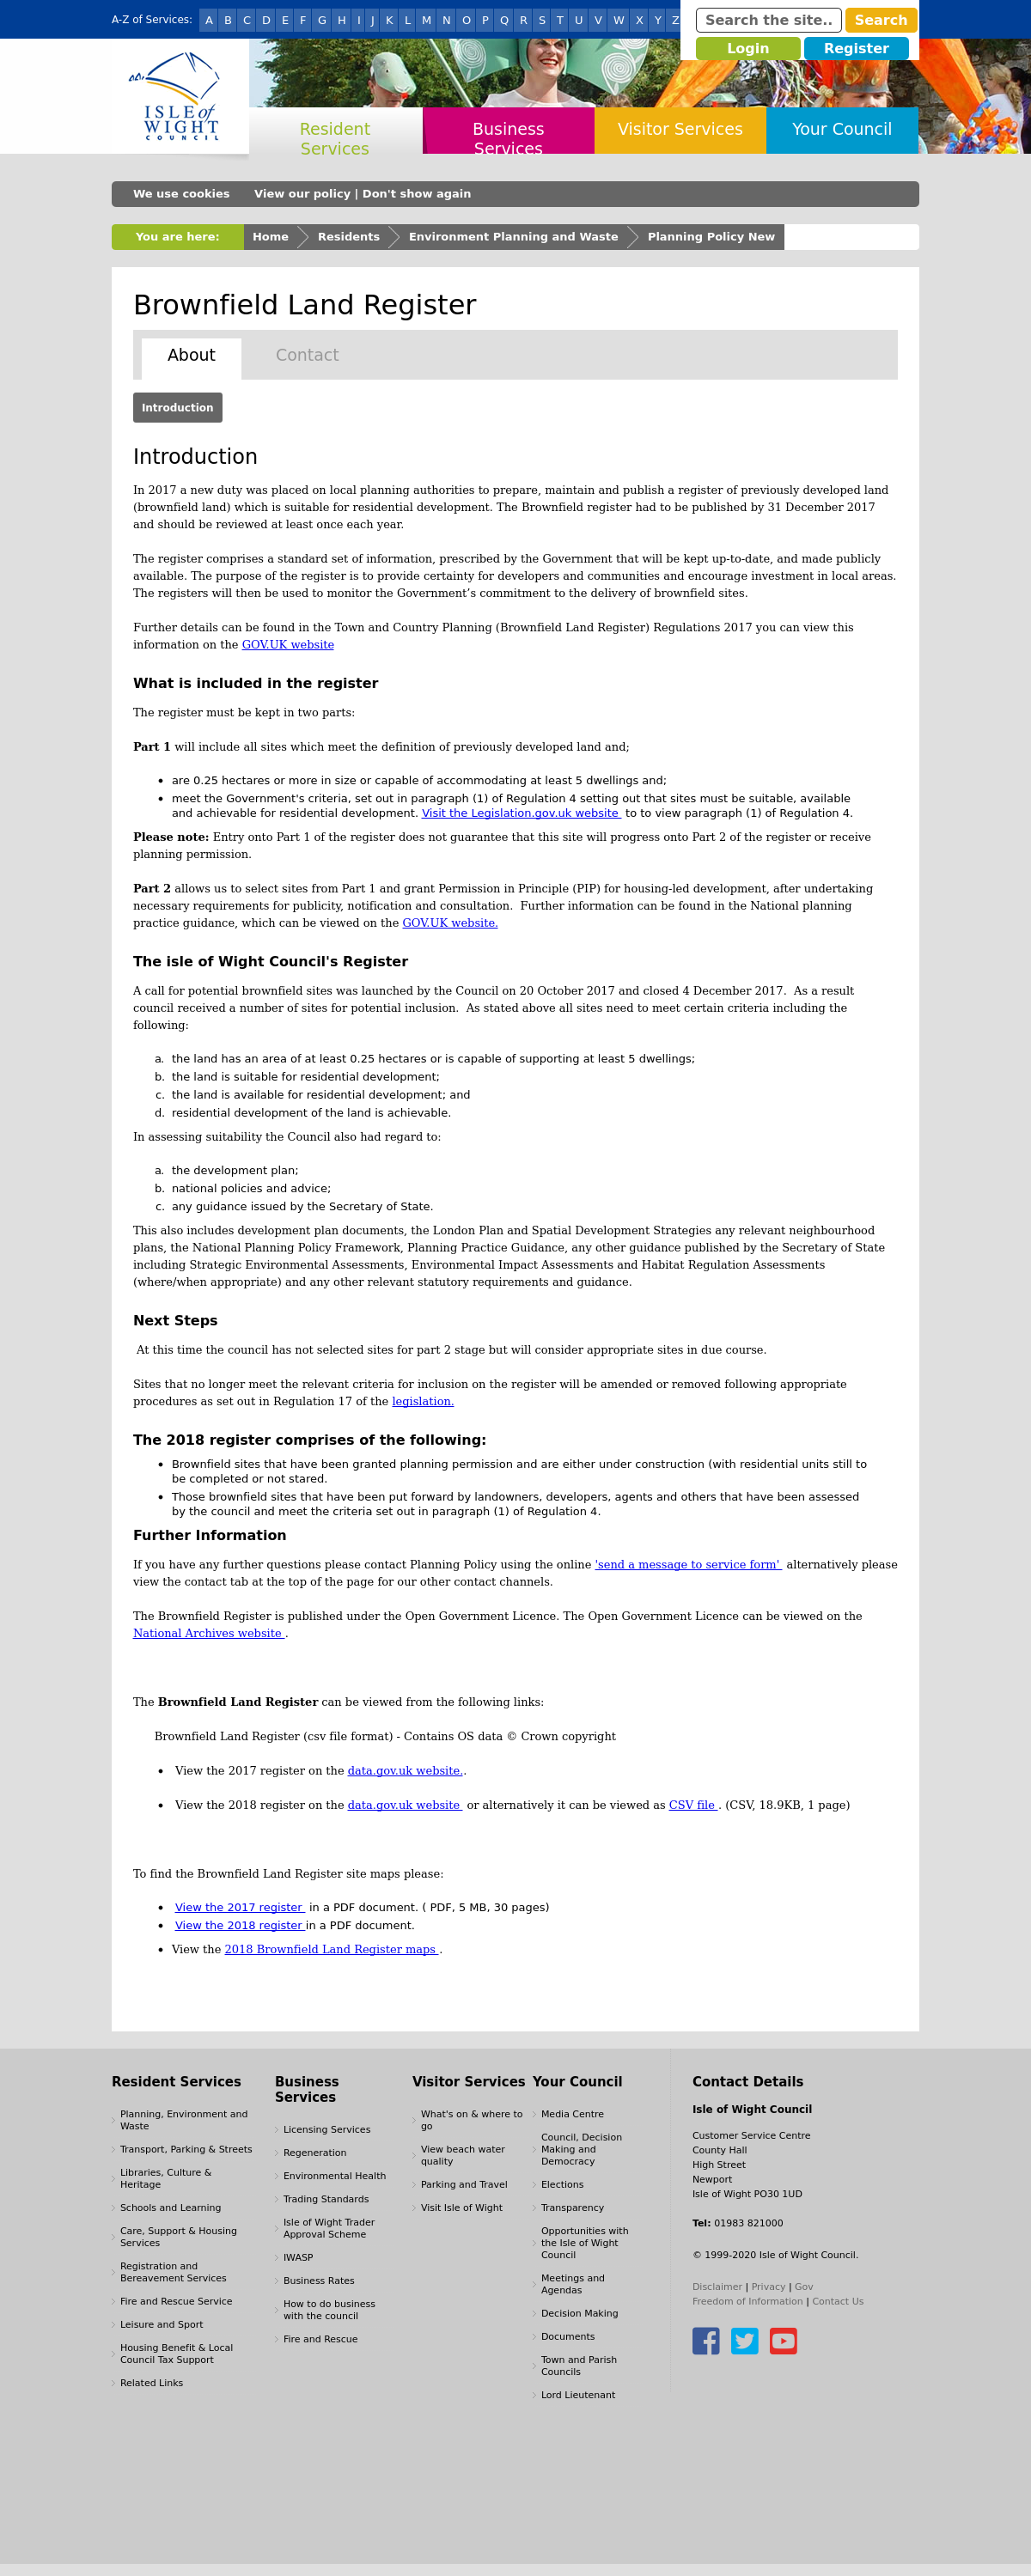 A-Z of Services: A B C D E F G H I J K L M N O P Q R S T U V W X Y Z
Search the site.. Search
Login Register
ISLE of
WIGHT
COUNCIL
Resident
Services
Business
Services
Visitor Services
Your Council
We use cookies View our policy | Don't show again
You are here: Home Residents Environment Planning and Waste Planning Policy New
Brownfield Land Register
About Contact
Introduction
Introduction
In 2017 a new duty was placed on local planning authorities to prepare, maintain and publish a register of previously developed land
(brownfield land) which is suitable for residential development. The Brownfield register had to be published by 31 December 2017
and should be reviewed at least once each year.
The register comprises a standard set of information, prescribed by the Government that will be kept up-to-date, and made publicly
available. The purpose of the register is to provide certainty for developers and communities and encourage investment in local areas.
The registers will then be used to monitor the Government’s commitment to the delivery of brownfield sites.
Further details can be found in the Town and Country Planning (Brownfield Land Register) Regulations 2017 you can view this
information on the GOV.UK website
What is included in the register
The register must be kept in two parts:
Part 1 will include all sites which meet the definition of previously developed land and;
• are 0.25 hectares or more in size or capable of accommodating at least 5 dwellings and;
• meet the Government's criteria, set out in paragraph (1) of Regulation 4 setting out that sites must be suitable, available
and achievable for residential development. Visit the Legislation.gov.uk website to to view paragraph (1) of Regulation 4.
Please note: Entry onto Part 1 of the register does not guarantee that this site will progress onto Part 2 of the register or receive
planning permission.
Part 2 allows us to select sites from Part 1 and grant Permission in Principle (PIP) for housing-led development, after undertaking
necessary requirements for publicity, notification and consultation. Further information can be found in the National planning
practice guidance, which can be viewed on the GOV.UK website.
The isle of Wight Council's Register
A call for potential brownfield sites was launched by the Council on 20 October 2017 and closed 4 December 2017. As a result
council received a number of sites for potential inclusion. As stated above all sites need to meet certain criteria including the
following:
a. the land has an area of at least 0.25 hectares or is capable of supporting at least 5 dwellings;
b. the land is suitable for residential development;
c. the land is available for residential development; and
d. residential development of the land is achievable.
In assessing suitability the Council also had regard to:
a. the development plan;
b. national policies and advice;
c. any guidance issued by the Secretary of State.
This also includes development plan documents, the London Plan and Spatial Development Strategies any relevant neighbourhood
plans, the National Planning Policy Framework, Planning Practice Guidance, any other guidance published by the Secretary of State
including Strategic Environmental Assessments, Environmental Impact Assessments and Habitat Regulation Assessments
(where/when appropriate) and any other relevant statutory requirements and guidance.
Next Steps
At this time the council has not selected sites for part 2 stage but will consider appropriate sites in due course.
Sites that no longer meet the relevant criteria for inclusion on the register will be amended or removed following appropriate
procedures as set out in Regulation 17 of the legislation.
The 2018 register comprises of the following:
• Brownfield sites that have been granted planning permission and are either under construction (with residential units still to
be completed or not stared.
• Those brownfield sites that have been put forward by landowners, developers, agents and others that have been assessed
by the council and meet the criteria set out in paragraph (1) of Regulation 4.
Further Information
If you have any further questions please contact Planning Policy using the online 'send a message to service form' alternatively please
view the contact tab at the top of the page for our other contact channels.
The Brownfield Register is published under the Open Government Licence. The Open Government Licence can be viewed on the
National Archives website .
The Brownfield Land Register can be viewed from the following links:
Brownfield Land Register (csv file format) - Contains OS data © Crown copyright
• View the 2017 register on the data.gov.uk website..
• View the 2018 register on the data.gov.uk website or alternatively it can be viewed as CSV file . (CSV, 18.9KB, 1 page)
To find the Brownfield Land Register site maps please:
• View the 2017 register in a PDF document. ( PDF, 5 MB, 30 pages)
• View the 2018 register in a PDF document.
• View the 2018 Brownfield Land Register maps .
Resident Services
Planning, Environment and
Waste
Transport, Parking & Streets
Libraries, Culture &
Heritage
Schools and Learning
Care, Support & Housing
Services
Registration and
Bereavement Services
Fire and Rescue Service
Leisure and Sport
Housing Benefit & Local
Council Tax Support
Related Links
Business
Services
Licensing Services
Regeneration
Environmental Health
Trading Standards
Isle of Wight Trader
Approval Scheme
IWASP
Business Rates
How to do business
with the council
Fire and Rescue
Visitor Services
What's on & where to
go
View beach water
quality
Parking and Travel
Visit Isle of Wight
Your Council
Media Centre
Council, Decision
Making and
Democracy
Elections
Transparency
Opportunities with
the Isle of Wight
Council
Meetings and
Agendas
Decision Making
Documents
Town and Parish
Councils
Lord Lieutenant
Contact Details
Isle of Wight Council
Customer Service Centre
County Hall
High Street
Newport
Isle of Wight PO30 1UD
Tel: 01983 821000
© 1999-2020 Isle of Wight Council.
Disclaimer | Privacy | Gov
Freedom of Information | Contact Us